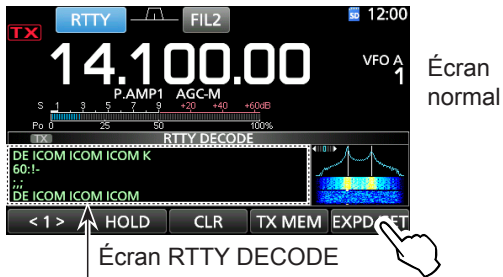 RTTY FIL2 SD 12:00
TX
14.100.00
VFO A
1
P.AMP1 AGC-M
S 1 3 5 7 9 +20 +40 +60dB
Po 0 25 50 100%
TX RTTY DECODE
DE ICOM ICOM ICOM K
60:!-
;,;
DE ICOM ICOM ICOM
<1> HOLD CLR TX MEM EXPD
Écran
normal
Écran RTTY DECODE